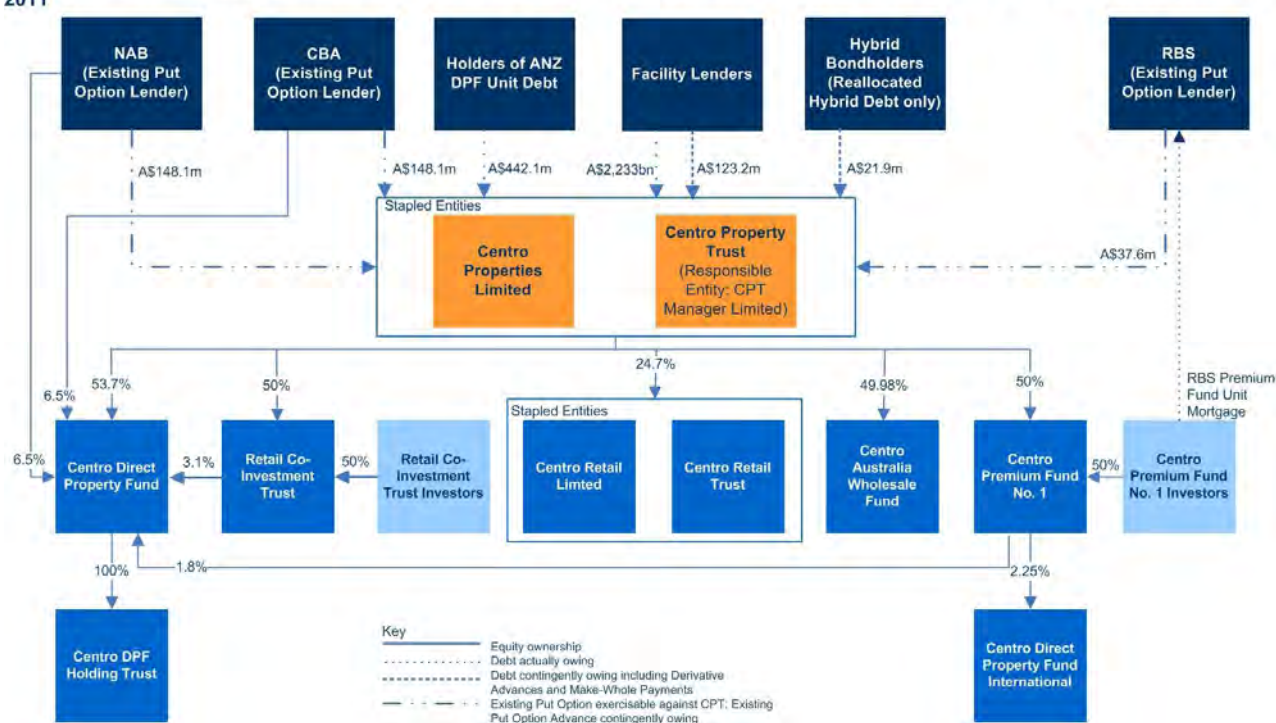 2011
NAB
(Existing Put
Option Lender)
CBA
(Existing Put
Option Lender)
Holders of ANZ
DPF Unit Debt
Facility Lenders
Hybrid
Bondholders
(Reallocated
Hybrid Debt only)
RBS
(Existing Put
Option Lender)
A$148.1m
A$148.1m
A$442.1m
A$2,233bn
A$123.2m
A$21.9m
A$37.6m
Stapled Entities
Centro
Properties
Limited
Centro Property
Trust
(Responsible
Entity: CPT
Manager Limited)
6.5%
53.7%
50%
24.7%
49.98%
50%
RBS Premium
Fund Unit
Mortgage
6.5%
Centro Direct
Property Fund
3.1%
Retail Co-
Investment
Trust
50%
Retail Co-
Investment
Trust Investors
Stapled Entities
Centro Retail
Limted
Centro Retail
Trust
Centro
Australia
Wholesale
Fund
Centro
Premium Fund
No. 1
50%
Centro
Premium Fund
No. 1 Investors
100%
1.8%
2.25%
Centro DPF
Holding Trust
Centro Direct
Property Fund
International
Key
Equity ownership
Debt actually owing
Debt contingently owing including Derivative
Advances and Make-Whole Payments
Existing Put Option exercisable against CPT: Existing
Put Option Advance contingently owing